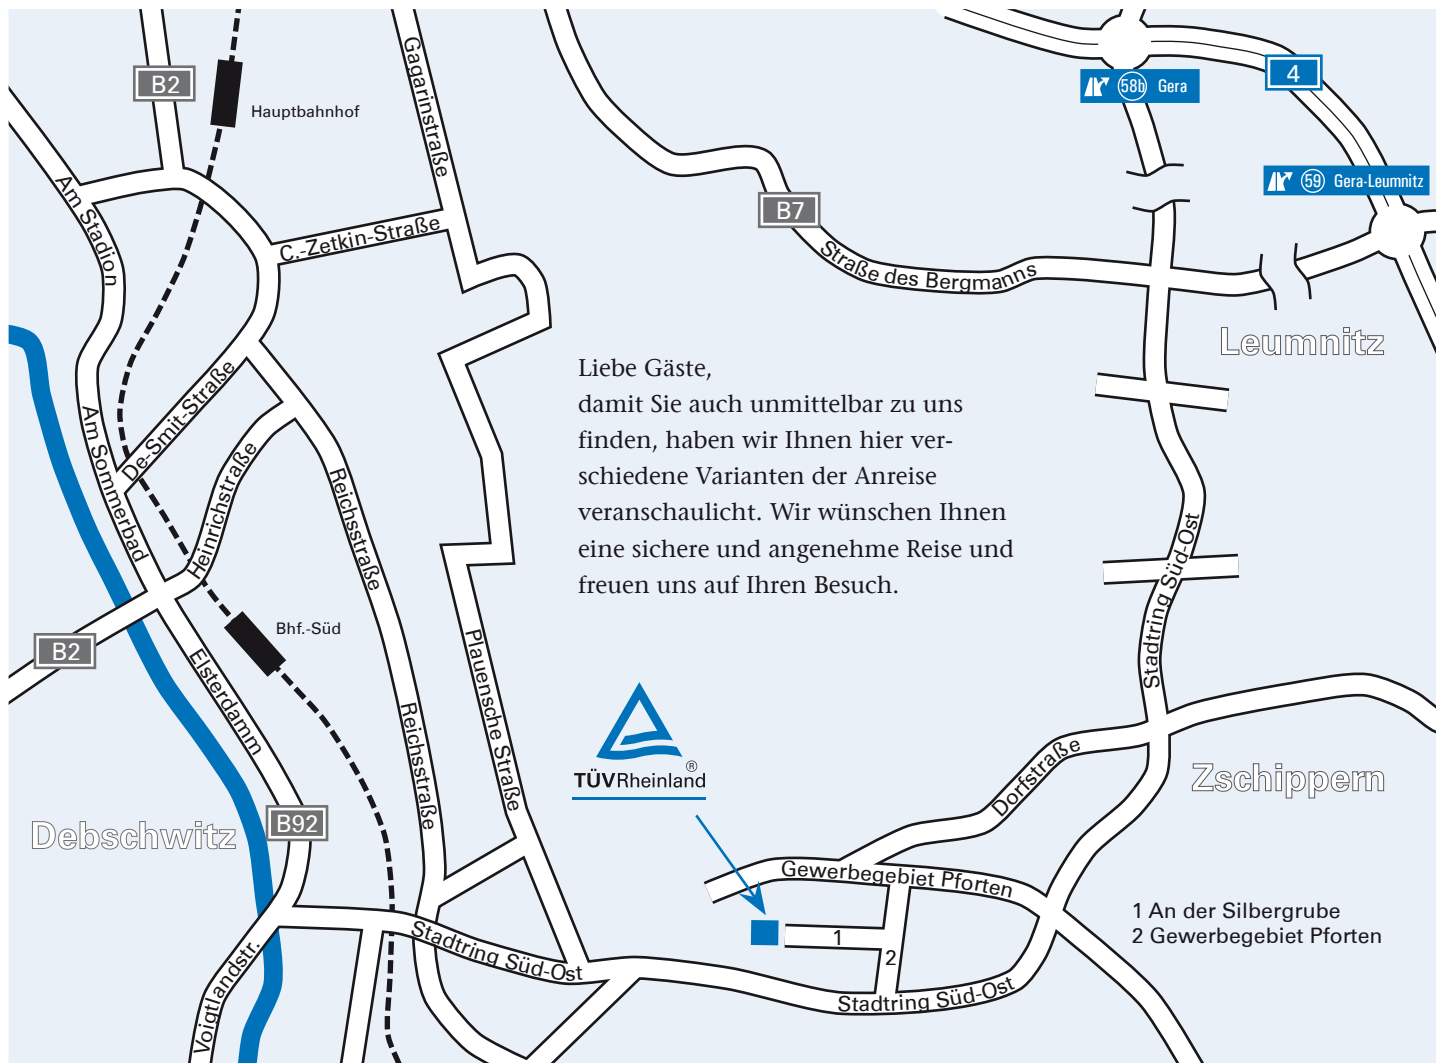 B2
Hauptbahnhof
Gagarinstraße
58b Gera
4
59 Gera-Leumnitz
Am Stadion
C.-Zetkin-Straße
B7
Straße des Bergmanns
Leumnitz
Liebe Gäste,
damit Sie auch unmittelbar zu uns
finden, haben wir Ihnen hier ver-
schiedene Varianten der Anreise
veranschaulicht. Wir wünschen Ihnen
eine sichere und angenehme Reise und
freuen uns auf Ihren Besuch.
De-Smit-Straße
Am Sommerbad
Heinrichstraße
Reichsstraße
Stadtring Süd-Ost
Bhf.-Süd
B2
Elsterdamm
Plauensche Straße
Reichsstraße
®
TÜVRheinland
Dorfstraße
Zschippern
B92
Debschwitz
Gewerbegebiet Pforten
1 An der Silbergrube
2 Gewerbegebiet Pforten
1
2
Stadtring Süd-Ost
Voigtlandstr.
Stadtring Süd-Ost